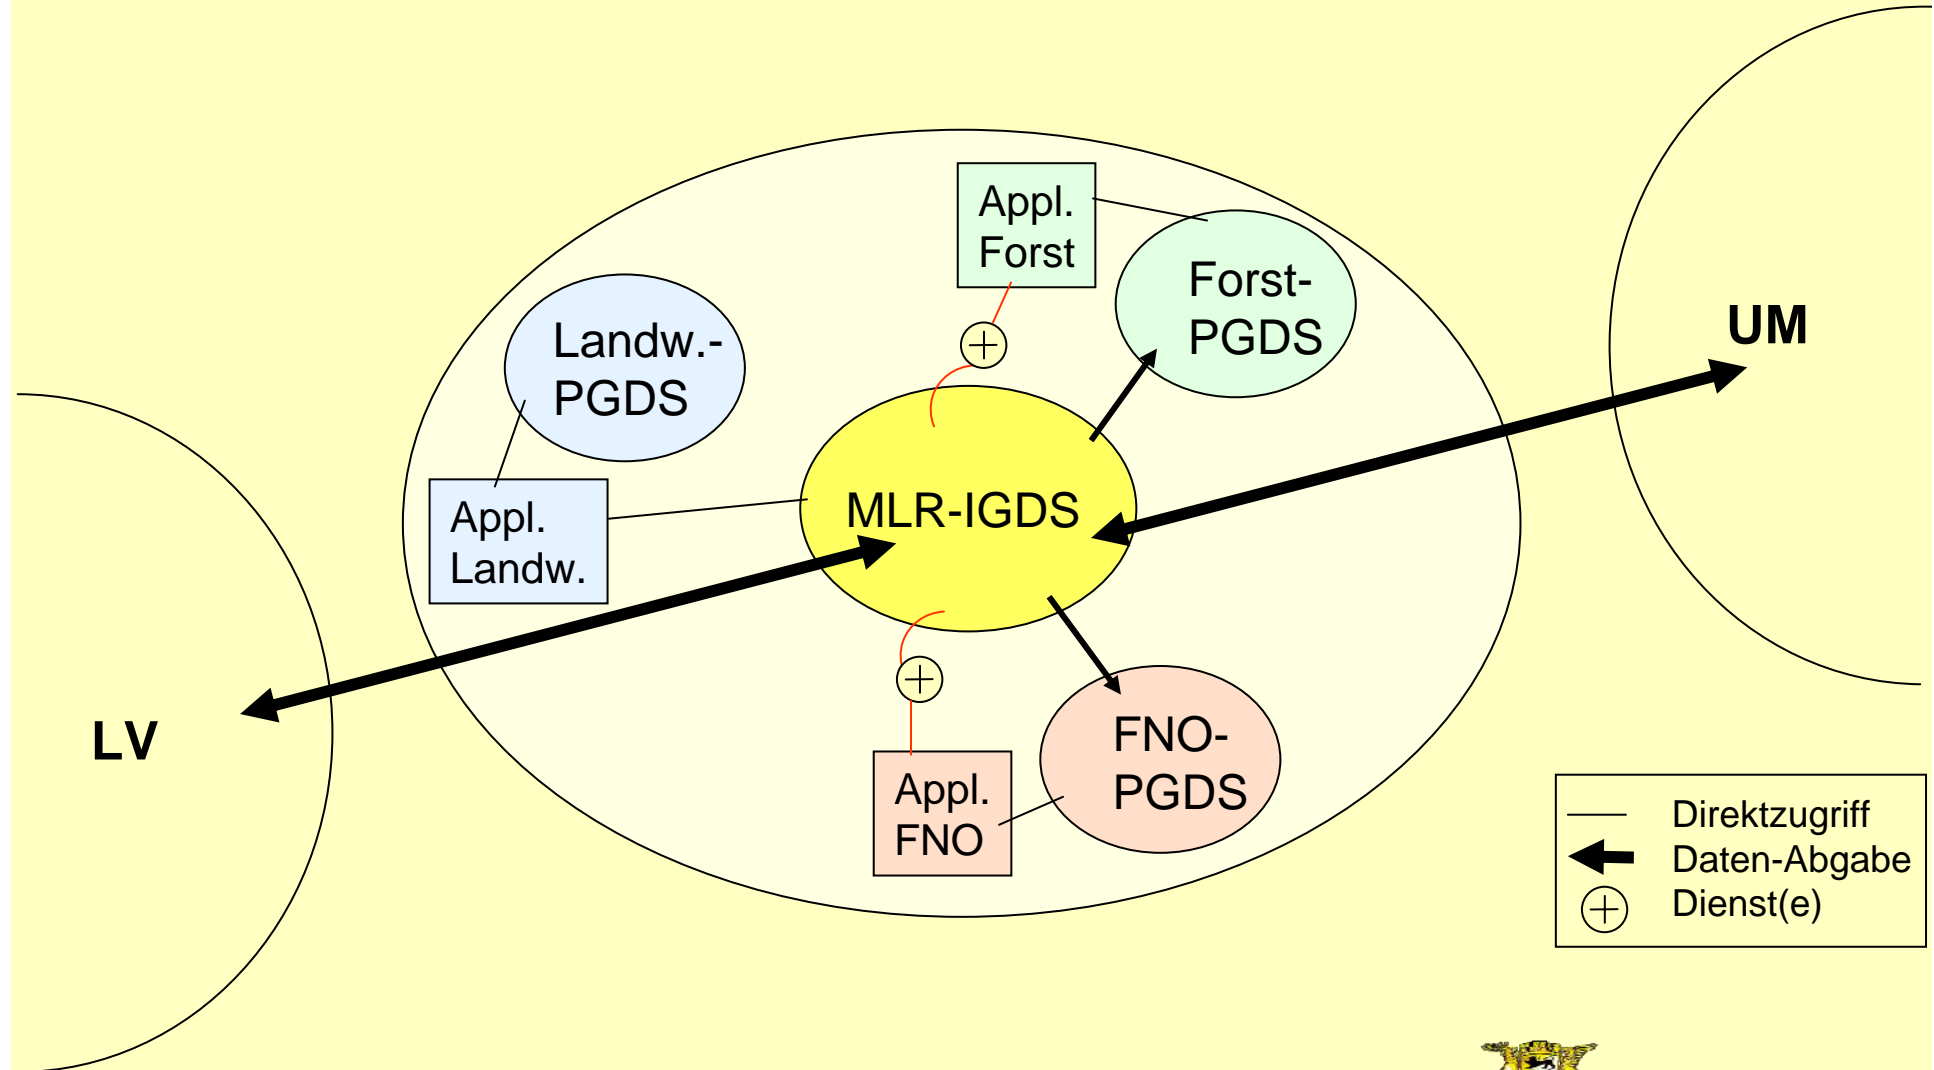 Appl.
Forst
Forst-
PGDS
UM
Landw.-
PGDS
Appl.
Landw.
MLR-IGDS
LV
FNO-
PGDS
Appl.
FNO
Direktzugriff
Daten-Abgabe
Dienst(e)